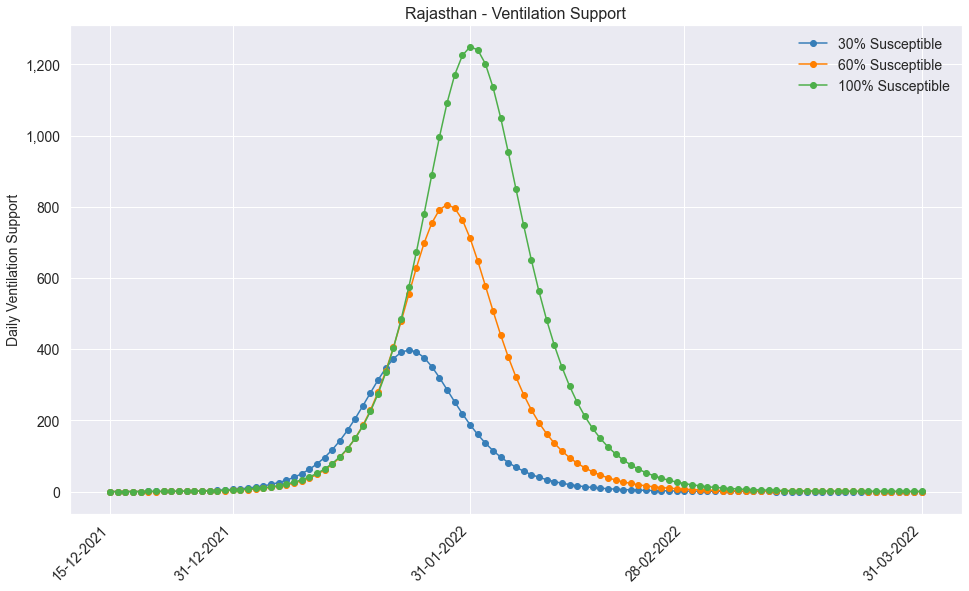 Rajasthan - Ventilation Support
30% Susceptible
60% Susceptible
100% Susceptible
Daily Ventilation Support
1,200
1,000
800
600
400
200
0
15-12-2021
31-12-2021
31-01-2022
28-02-2022
31-03-2022